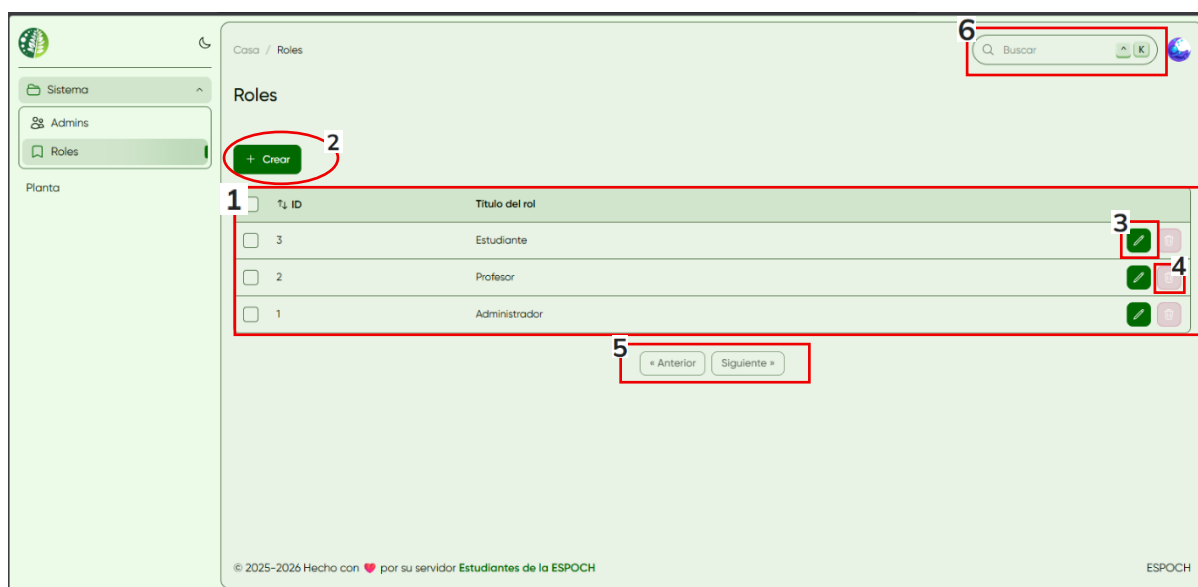 Casa / Roles
6
Buscar ^ K
Sistema
Roles
Admins
Roles
2
+ Crear
Planta
1
ID Título del rol
3 Estudiante
3
2 Profesor
4
1 Administrador
5
« Anterior Siguiente »
© 2025-2026 Hecho con ❤ por su servidor Estudiantes de la ESPOCH ESPOCH